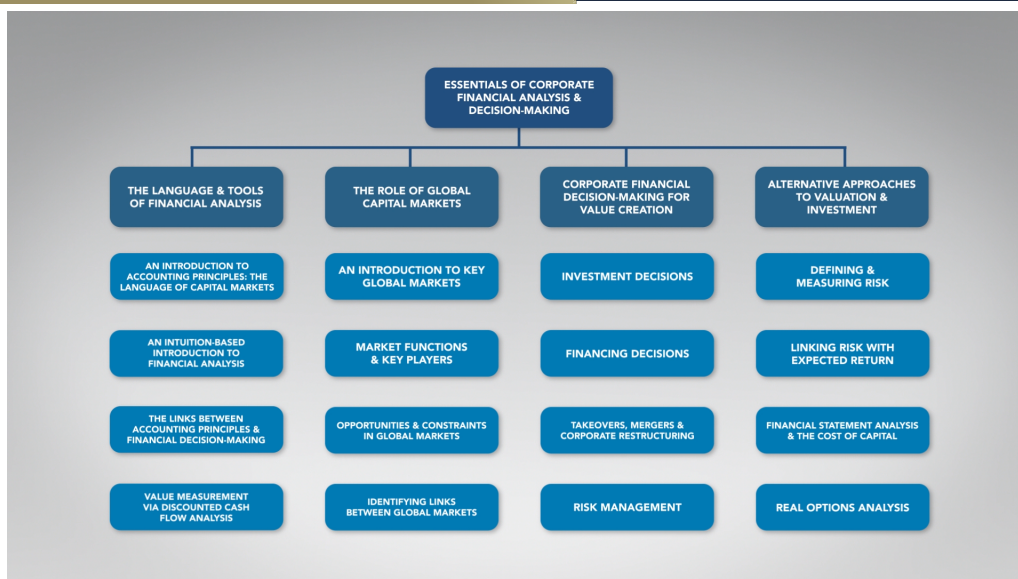 ESSENTIALS OF CORPORATE
FINANCIAL ANALYSIS &
DECISION-MAKING
THE LANGUAGE & TOOLS
OF FINANCIAL ANALYSIS
AN INTRODUCTION TO
ACCOUNTING PRINCIPLES: THE
LANGUAGE OF CAPITAL MARKETS
AN INTUITION-BASED
INTRODUCTION TO
FINANCIAL ANALYSIS
THE LINKS BETWEEN
ACCOUNTING PRINCIPLES &
FINANCIAL DECISION-MAKING
VALUE MEASUREMENT
VIA DISCOUNTED CASH
FLOW ANALYSIS
THE ROLE OF GLOBAL
CAPITAL MARKETS
AN INTRODUCTION TO KEY
GLOBAL MARKETS
MARKET FUNCTIONS
& KEY PLAYERS
OPPORTUNITIES & CONSTRAINTS
IN GLOBAL MARKETS
IDENTIFYING LINKS
BETWEEN GLOBAL MARKETS
CORPORATE FINANCIAL
DECISION-MAKING FOR
VALUE CREATION
INVESTMENT DECISIONS
FINANCING DECISIONS
TAKEOVERS, MERGERS &
CORPORATE RESTRUCTURING
RISK MANAGEMENT
ALTERNATIVE APPROACHES
TO VALUATION &
INVESTMENT
DEFINING &
MEASURING RISK
LINKING RISK WITH
EXPECTED RETURN
FINANCIAL STATEMENT ANALYSIS
& THE COST OF CAPITAL
REAL OPTIONS ANALYSIS